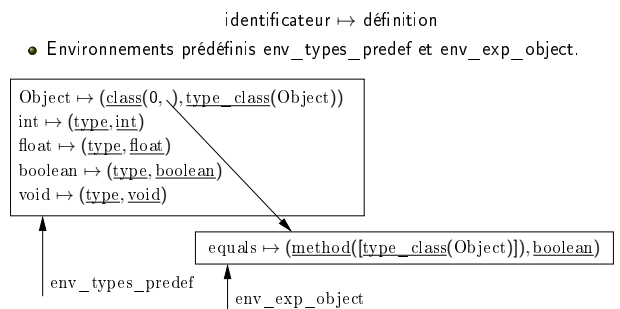 identificateur ↦ définition
Environnements prédéfinis env_types_predef et env_exp_object.
Object ↦ (class(0, ),type_class(Object))
int ↦ (type,int)
float ↦ (type,float)
boolean ↦ (type,boolean)
void ↦ (type,void)
equals ↦ (method([type_class(Object)]),boolean)
env_types_predef
env_exp_object